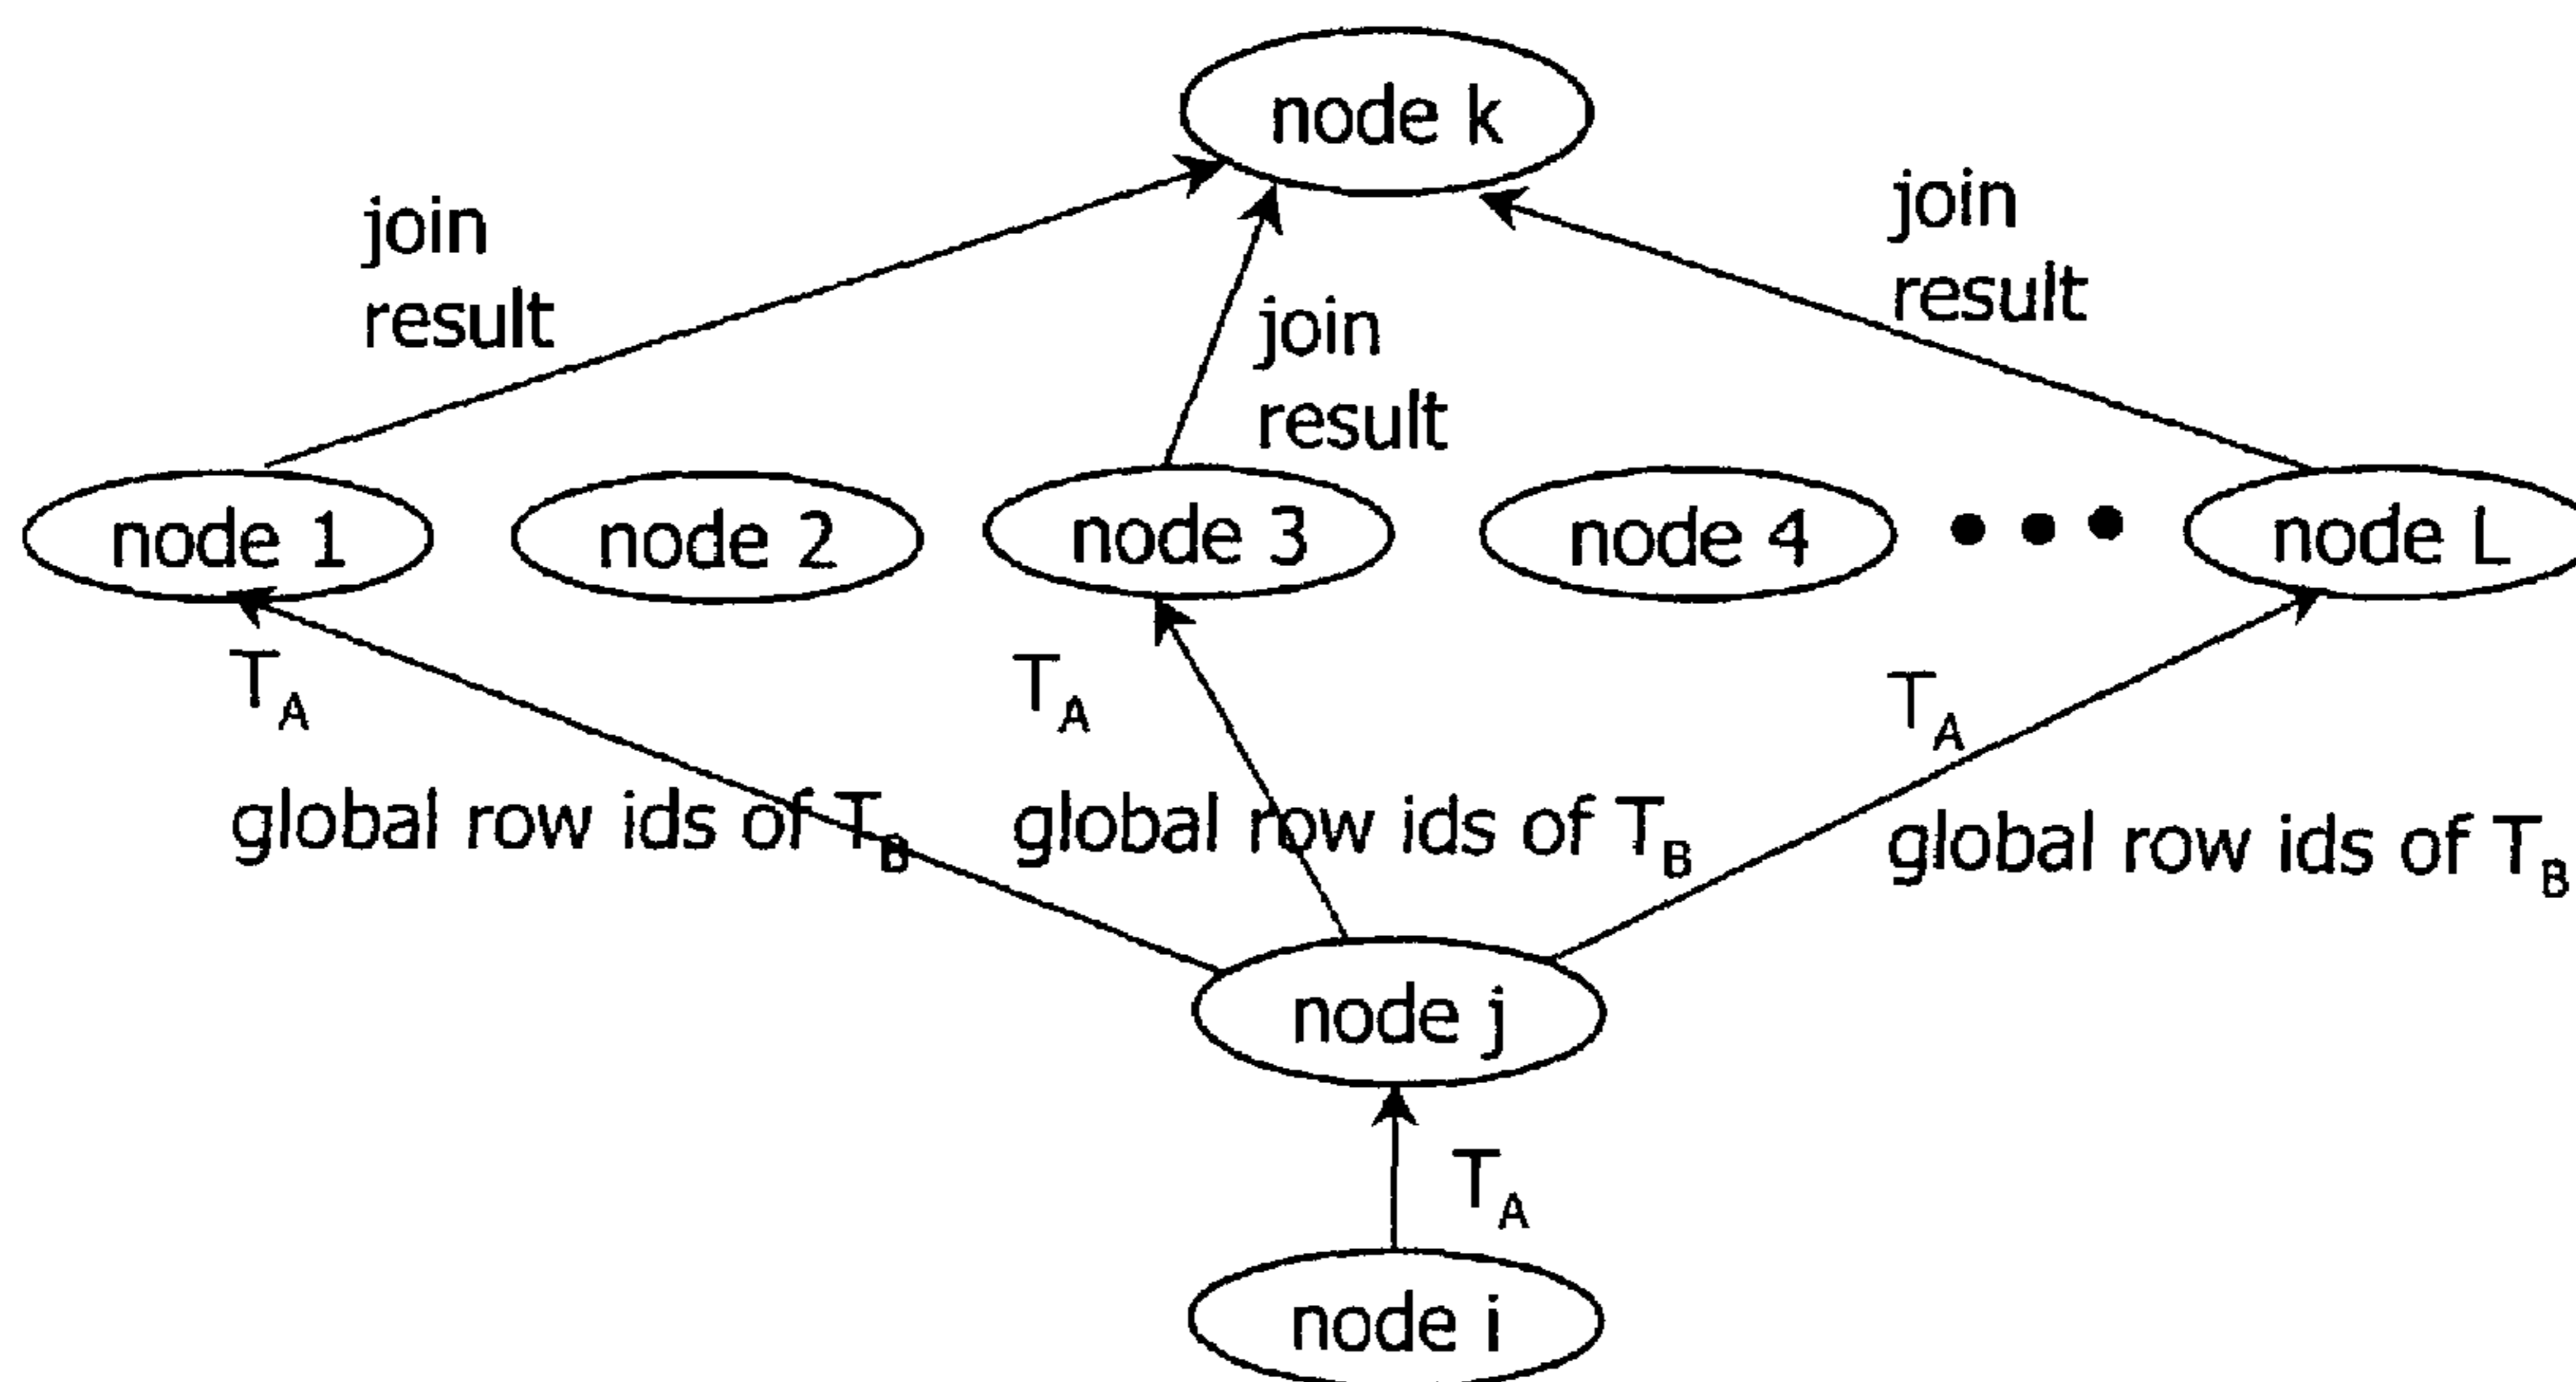 node k
join
result
join
result
join
result
node 1
node 2
node 3
node 4
node L
T_A
T_A
T_A
global row ids of T_B
global row ids of T_B
global row ids of T_B
node j
T_A
node i